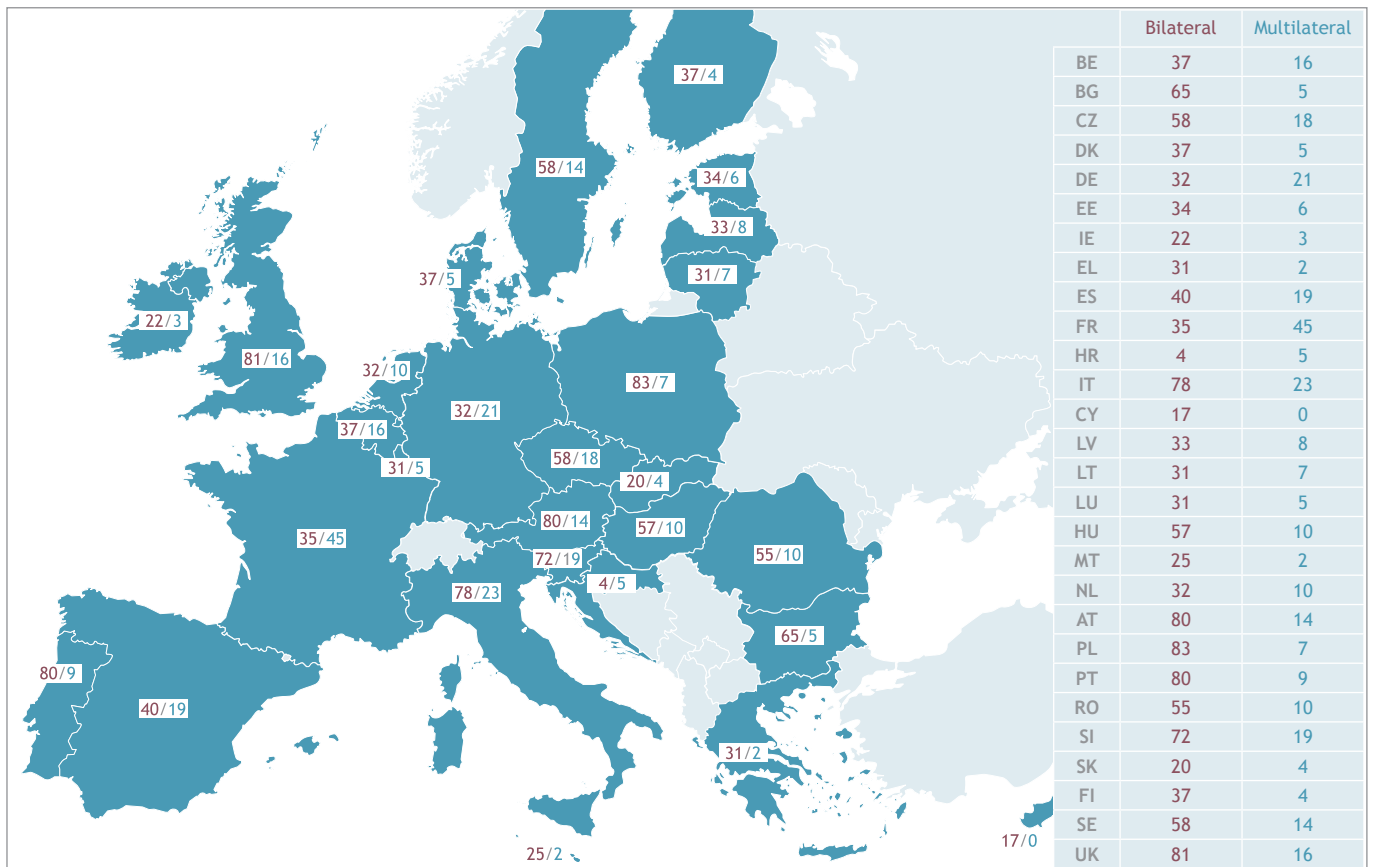 37/4
58/14
34/6
33/8
31/7
37/5
22/3
81/16
32/10
83/7
32/21
37/16
31/5
58/18
20/4
80/14
57/10
35/45
55/10
72/19
4/5
78/23
65/5
80/9
40/19
31/2
17/0
25/2
Bilateral Multilateral
BE 37 16
BG 65 5
CZ 58 18
DK 37 5
DE 32 21
EE 34 6
IE 22 3
EL 31 2
ES 40 19
FR 35 45
HR 4 5
IT 78 23
CY 17 0
LV 33 8
LT 31 7
LU 31 5
HU 57 10
MT 25 2
NL 32 10
AT 80 14
PL 83 7
PT 80 9
RO 55 10
SI 72 19
SK 20 4
FI 37 4
SE 58 14
UK 81 16